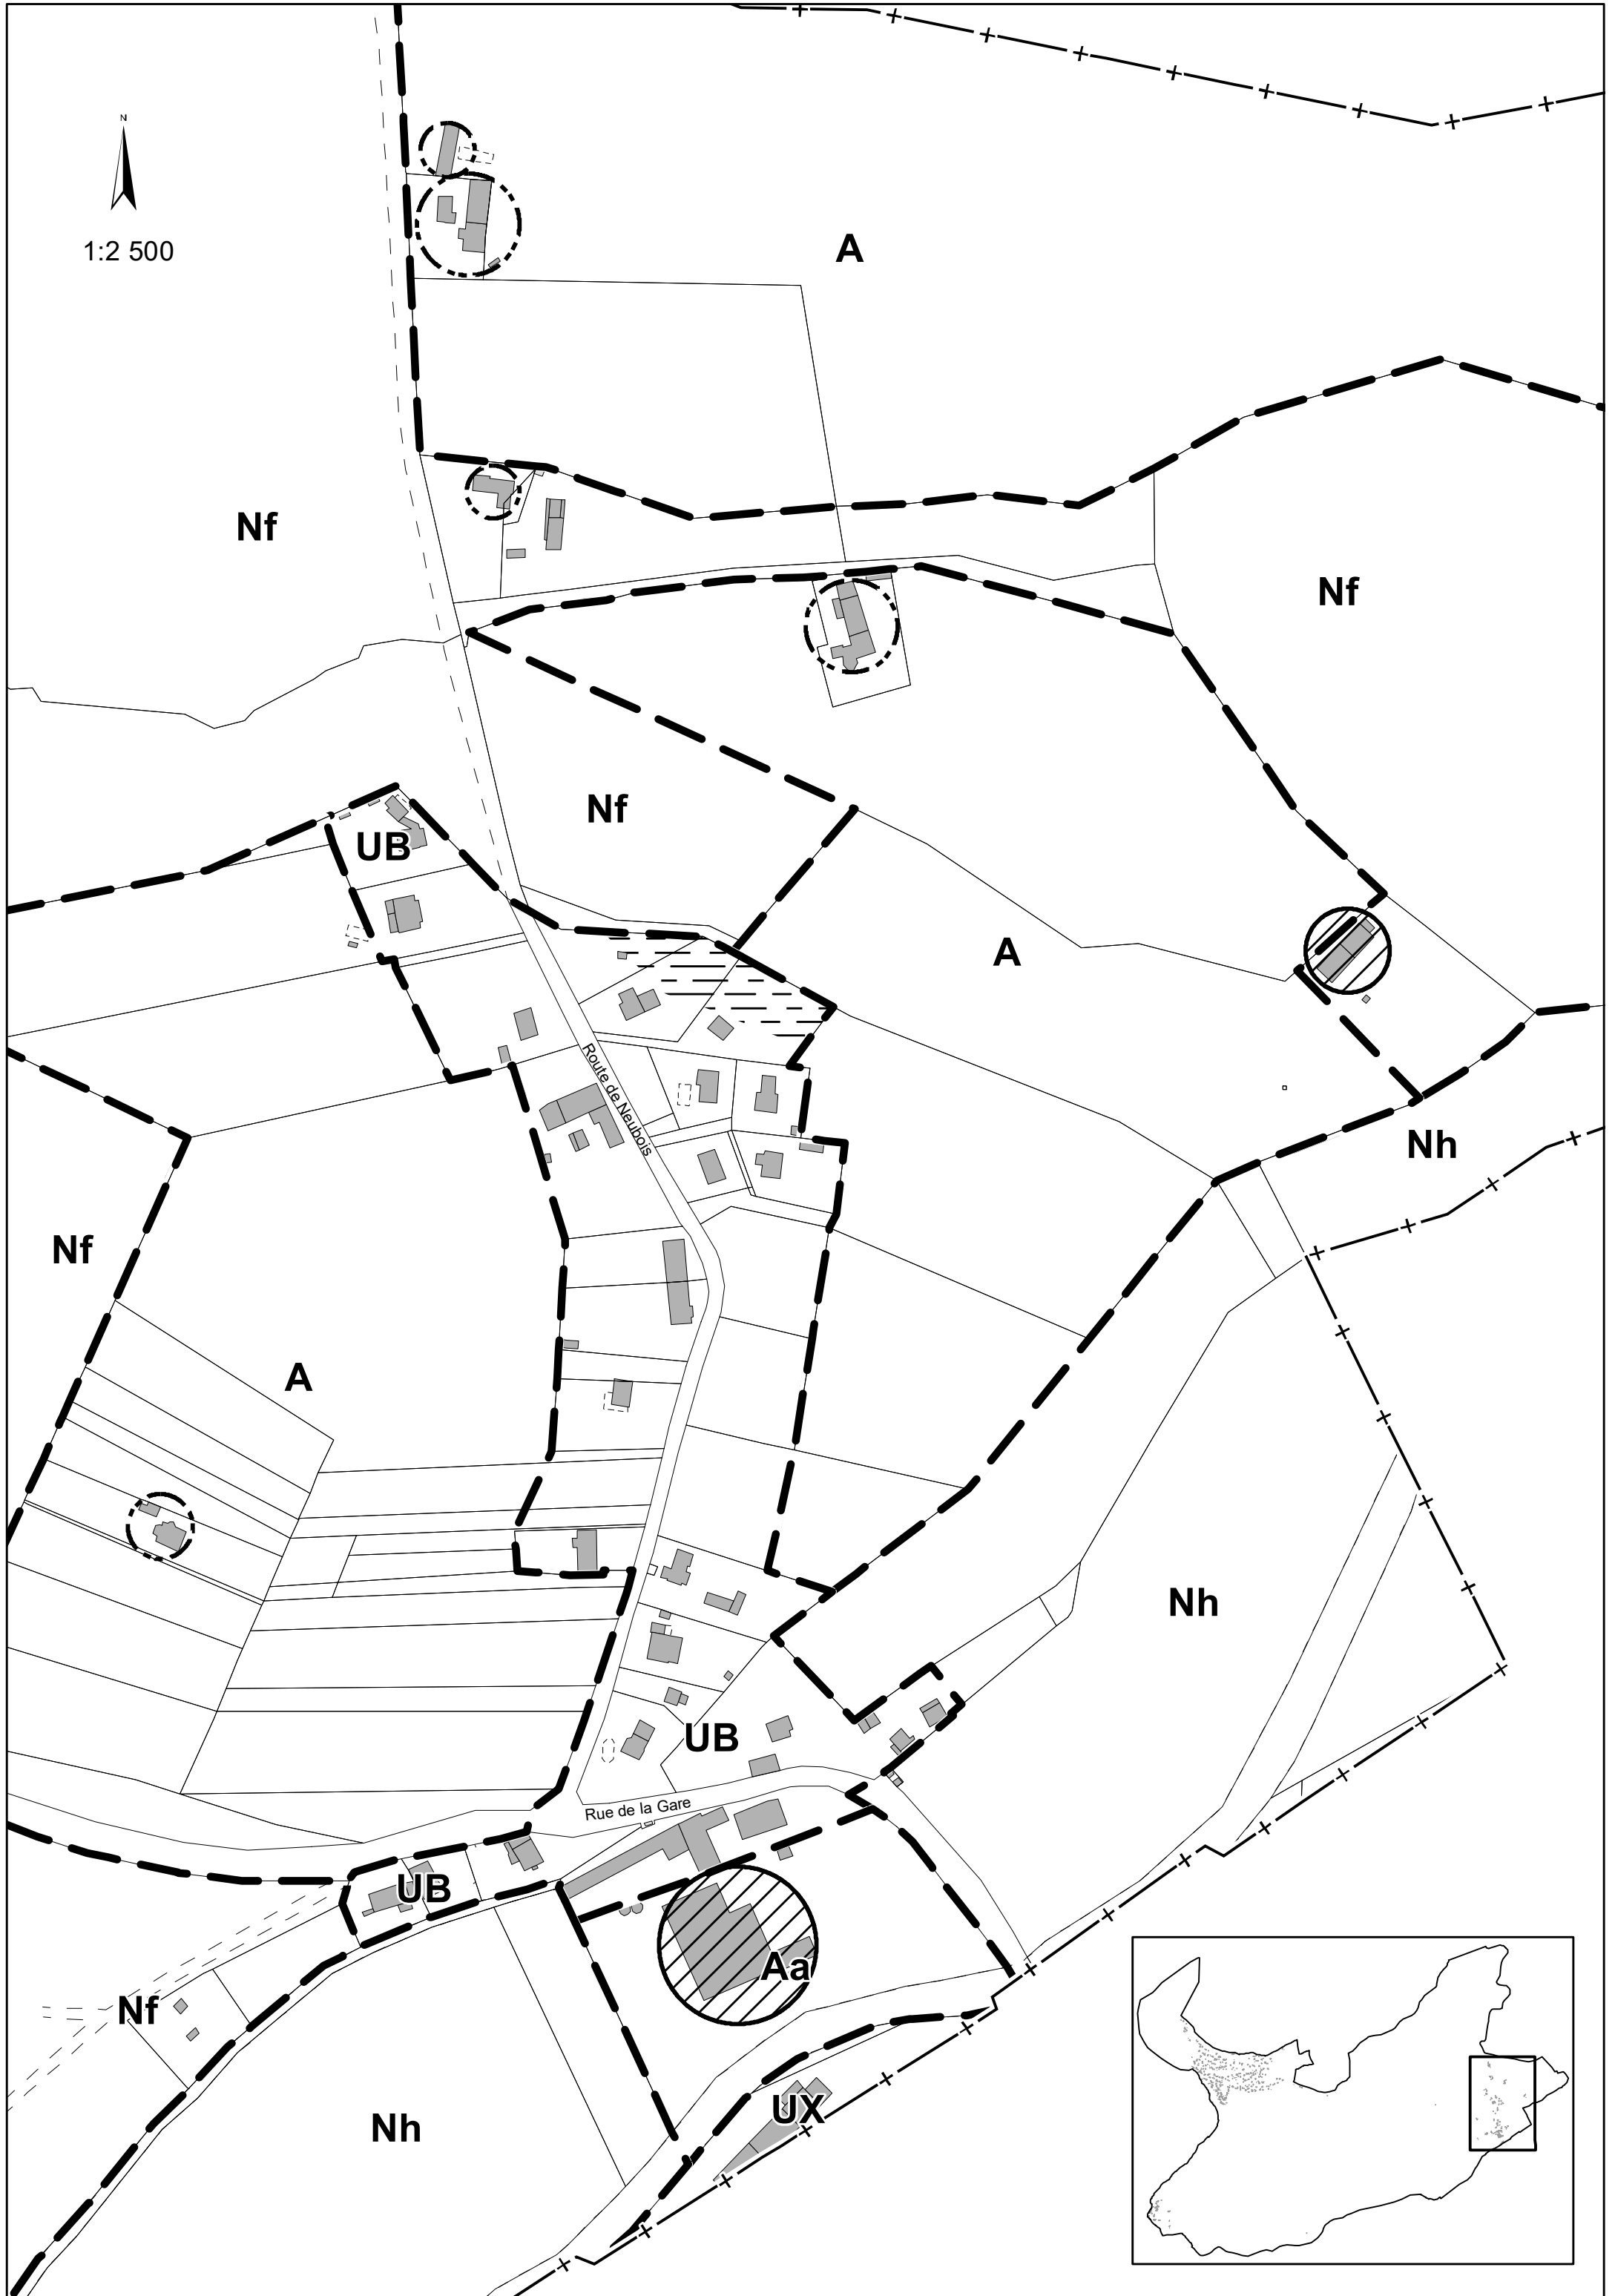 N
1:2 500
A
Nf
Nf
Nf
UB
A
Route de Neubois
Nh
Nf
A
Nh
UB
Rue de la Gare
UB
Aa
Nf
UX
Nh